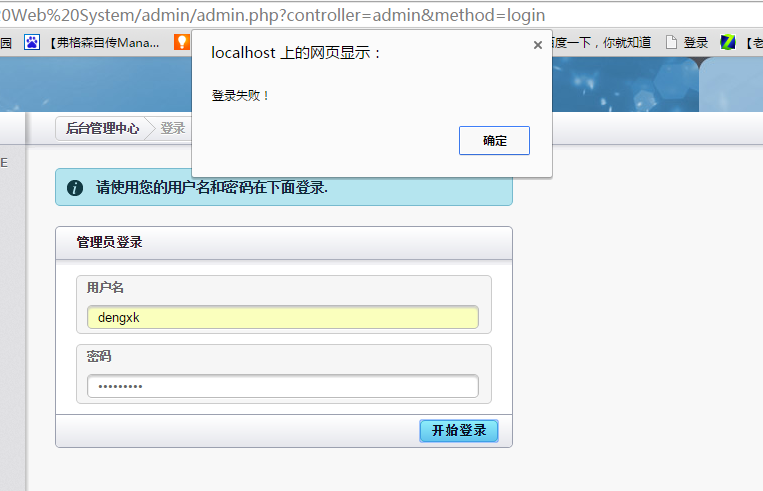 0Web%20System/admin/admin.php?controller=admin&method=login
园 【弗格森自传Mana... 百度一下，你就知道 登录 【老
localhost 上的网页显示：
×
登录失败！
确定
后台管理中心 登录
E
请使用您的用户名和密码在下面登录.
管理员登录
用户名
dengxk
密码
•••••••••
开始登录